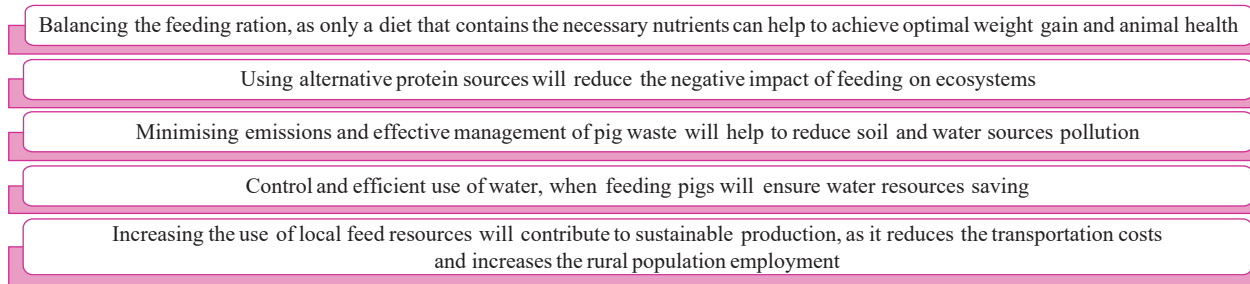 Balancing the feeding ration, as only a diet that contains the necessary nutrients can help to achieve optimal weight gain and animal health
Using alternative protein sources will reduce the negative impact of feeding on ecosystems
Minimising emissions and effective management of pig waste will help to reduce soil and water sources pollution
Control and efficient use of water, when feeding pigs will ensure water resources saving
Increasing the use of local feed resources will contribute to sustainable production, as it reduces the transportation costs
and increases the rural population employment